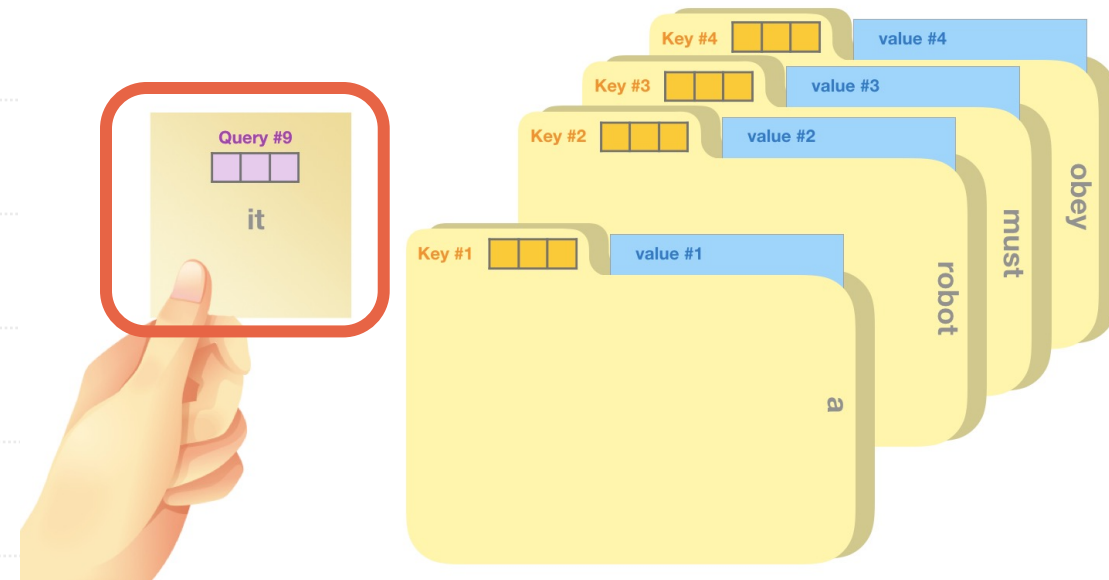 Query #9
it
Key #4
value #4
obey
Key #3
value #3
must
Key #2
value #2
robot
Key #1
value #1
a